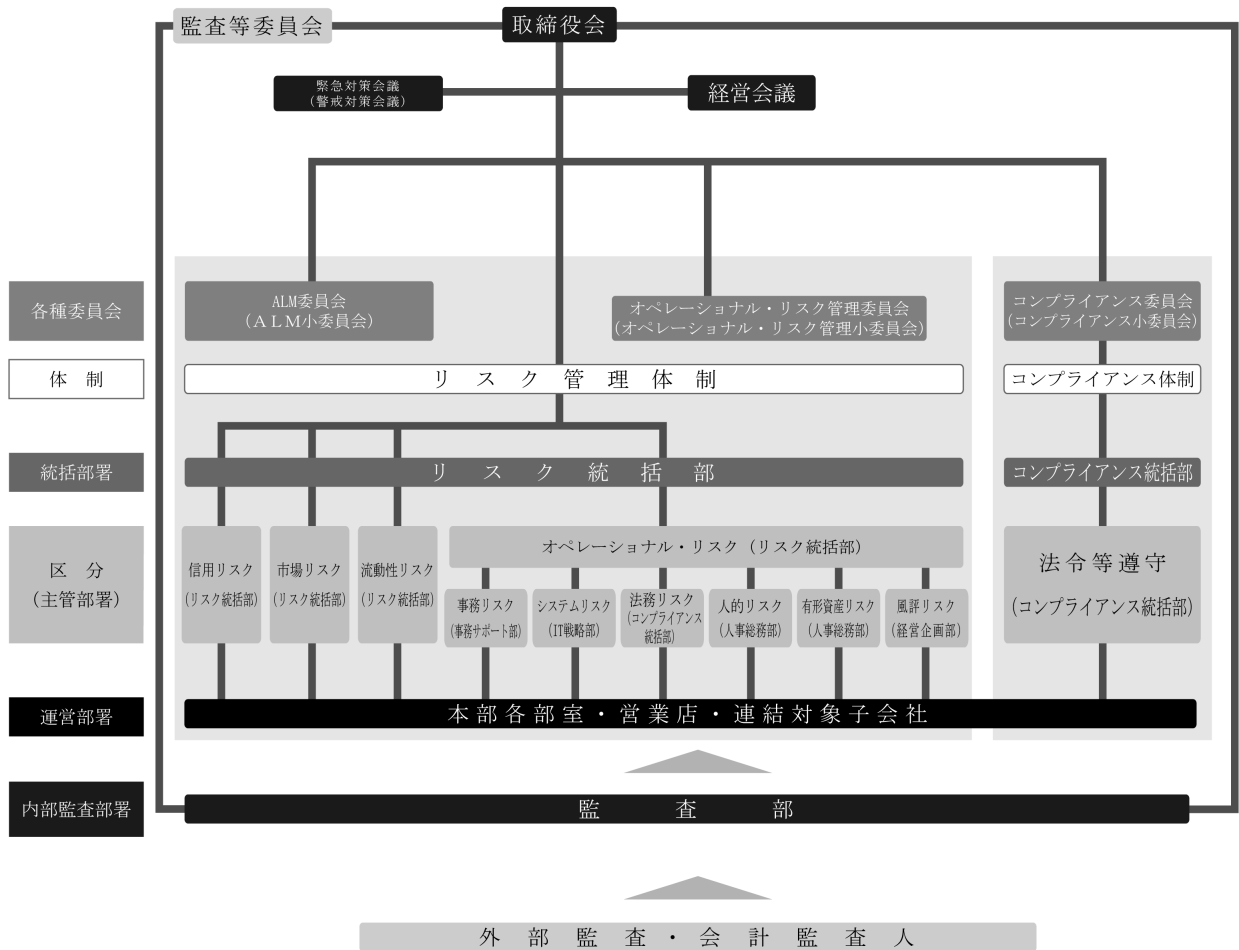 監査等委員会
取締役会
緊急対策会議
(警戒対策会議)
経営会議
各種委員会
ALM委員会
(ＡＬＭ小委員会)
オペレーショナル・リスク管理委員会
(オペレーショナル・リスク管理小委員会)
コンプライアンス委員会
(コンプライアンス小委員会)
体 制
リスク管理体制
コンプライアンス体制
統括部署
リスク統括部
コンプライアンス統括部
区 分
(主管部署)
信用リスク
(リスク統括部)
市場リスク
(リスク統括部)
流動性リスク
(リスク統括部)
オペレーショナル・リスク (リスク統括部)
事務リスク
(事務サポート部)
システムリスク
(IT戦略部)
法務リスク
(コンプライアンス
統括部)
人的リスク
(人事総務部)
有形資産リスク
(人事総務部)
風評リスク
(経営企画部)
法令等遵守
(コンプライアンス統括部)
運営部署
本部各部室・営業店・連結対象子会社
内部監査部署
監査部
外部監査・会計監査人